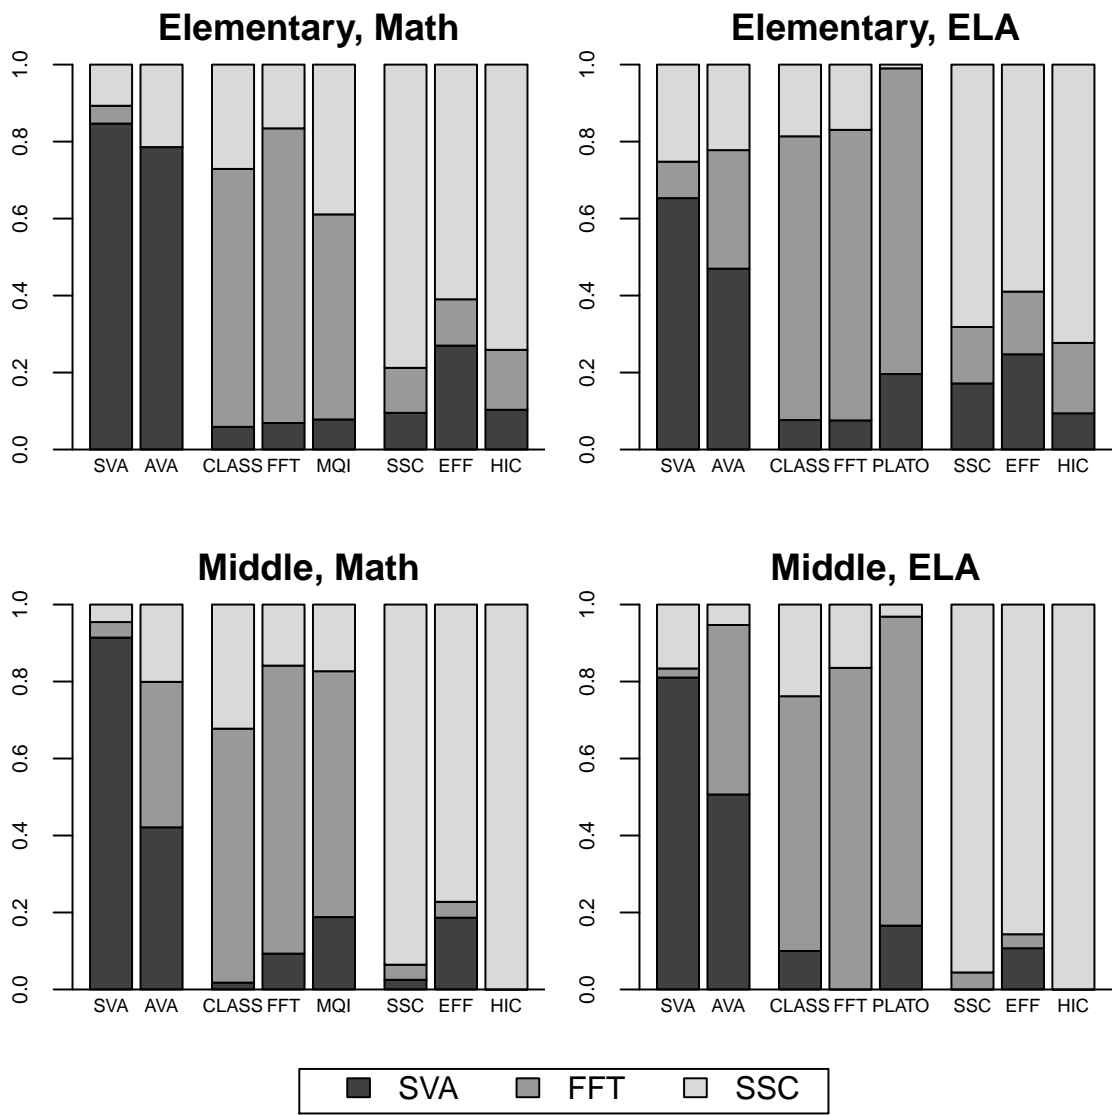 Elementary, Math
1.0
0.8
0.6
0.4
0.2
0.0
SVA AVA CLASS FFT MQI SSC EFF HIC
Elementary, ELA
1.0
0.8
0.6
0.4
0.2
0.0
SVA AVA CLASS FFT PLATO SSC EFF HIC
Middle, Math
1.0
0.8
0.6
0.4
0.2
0.0
SVA AVA CLASS FFT MQI SSC EFF HIC
Middle, ELA
1.0
0.8
0.6
0.4
0.2
0.0
SVA AVA CLASS FFT PLATO SSC EFF HIC
SVA FFT SSC